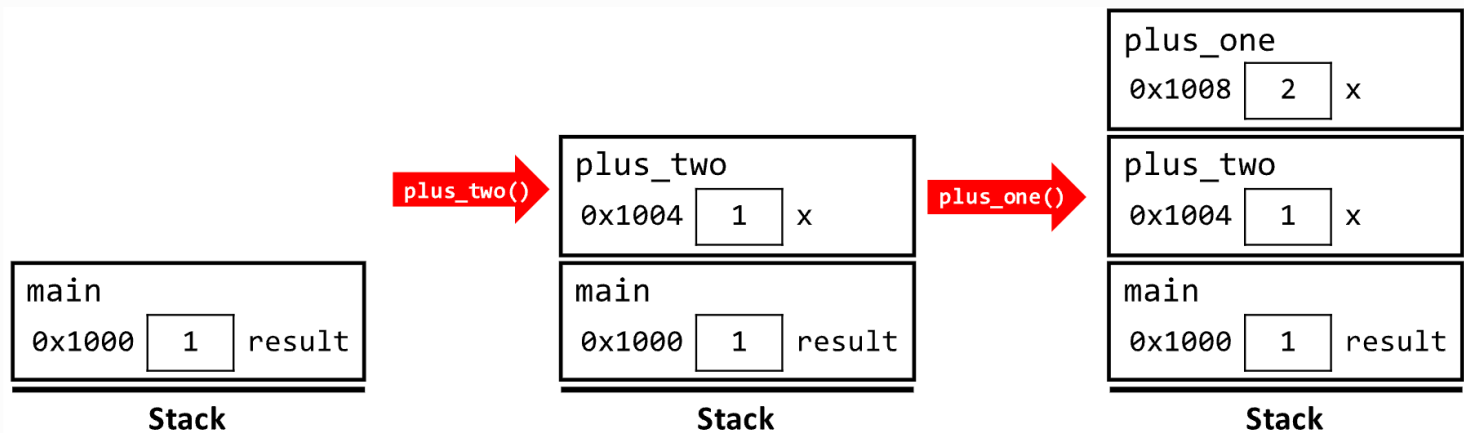 main
0x1000 1 result
Stack
plus_two()
plus_two
0x1004 1 x
main
0x1000 1 result
Stack
plus_one()
plus_one
0x1008 2 x
plus_two
0x1004 1 x
main
0x1000 1 result
Stack